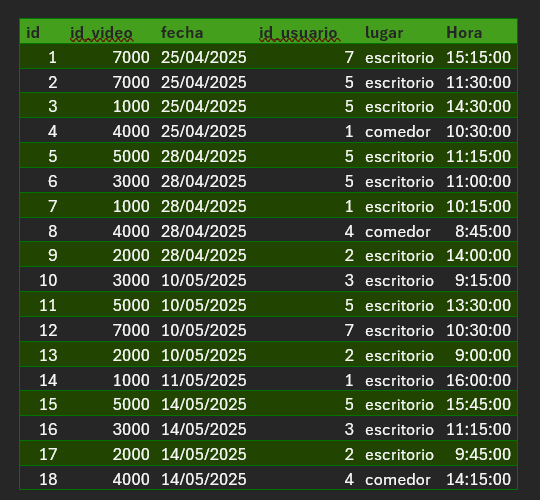 id id_video fecha id_usuario lugar Hora
1 7000 25/04/2025 7 escritorio 15:15:00
2 7000 25/04/2025 5 escritorio 11:30:00
3 1000 25/04/2025 5 escritorio 14:30:00
4 4000 25/04/2025 1 comedor 10:30:00
5 5000 28/04/2025 5 escritorio 11:15:00
6 3000 28/04/2025 5 escritorio 11:00:00
7 1000 28/04/2025 1 escritorio 10:15:00
8 4000 28/04/2025 4 comedor 8:45:00
9 2000 28/04/2025 2 escritorio 14:00:00
10 3000 10/05/2025 3 escritorio 9:15:00
11 5000 10/05/2025 5 escritorio 13:30:00
12 7000 10/05/2025 7 escritorio 10:30:00
13 2000 10/05/2025 2 escritorio 9:00:00
14 1000 11/05/2025 1 escritorio 16:00:00
15 5000 14/05/2025 5 escritorio 15:45:00
16 3000 14/05/2025 3 escritorio 11:15:00
17 2000 14/05/2025 2 escritorio 9:45:00
18 4000 14/05/2025 4 comedor 14:15:00